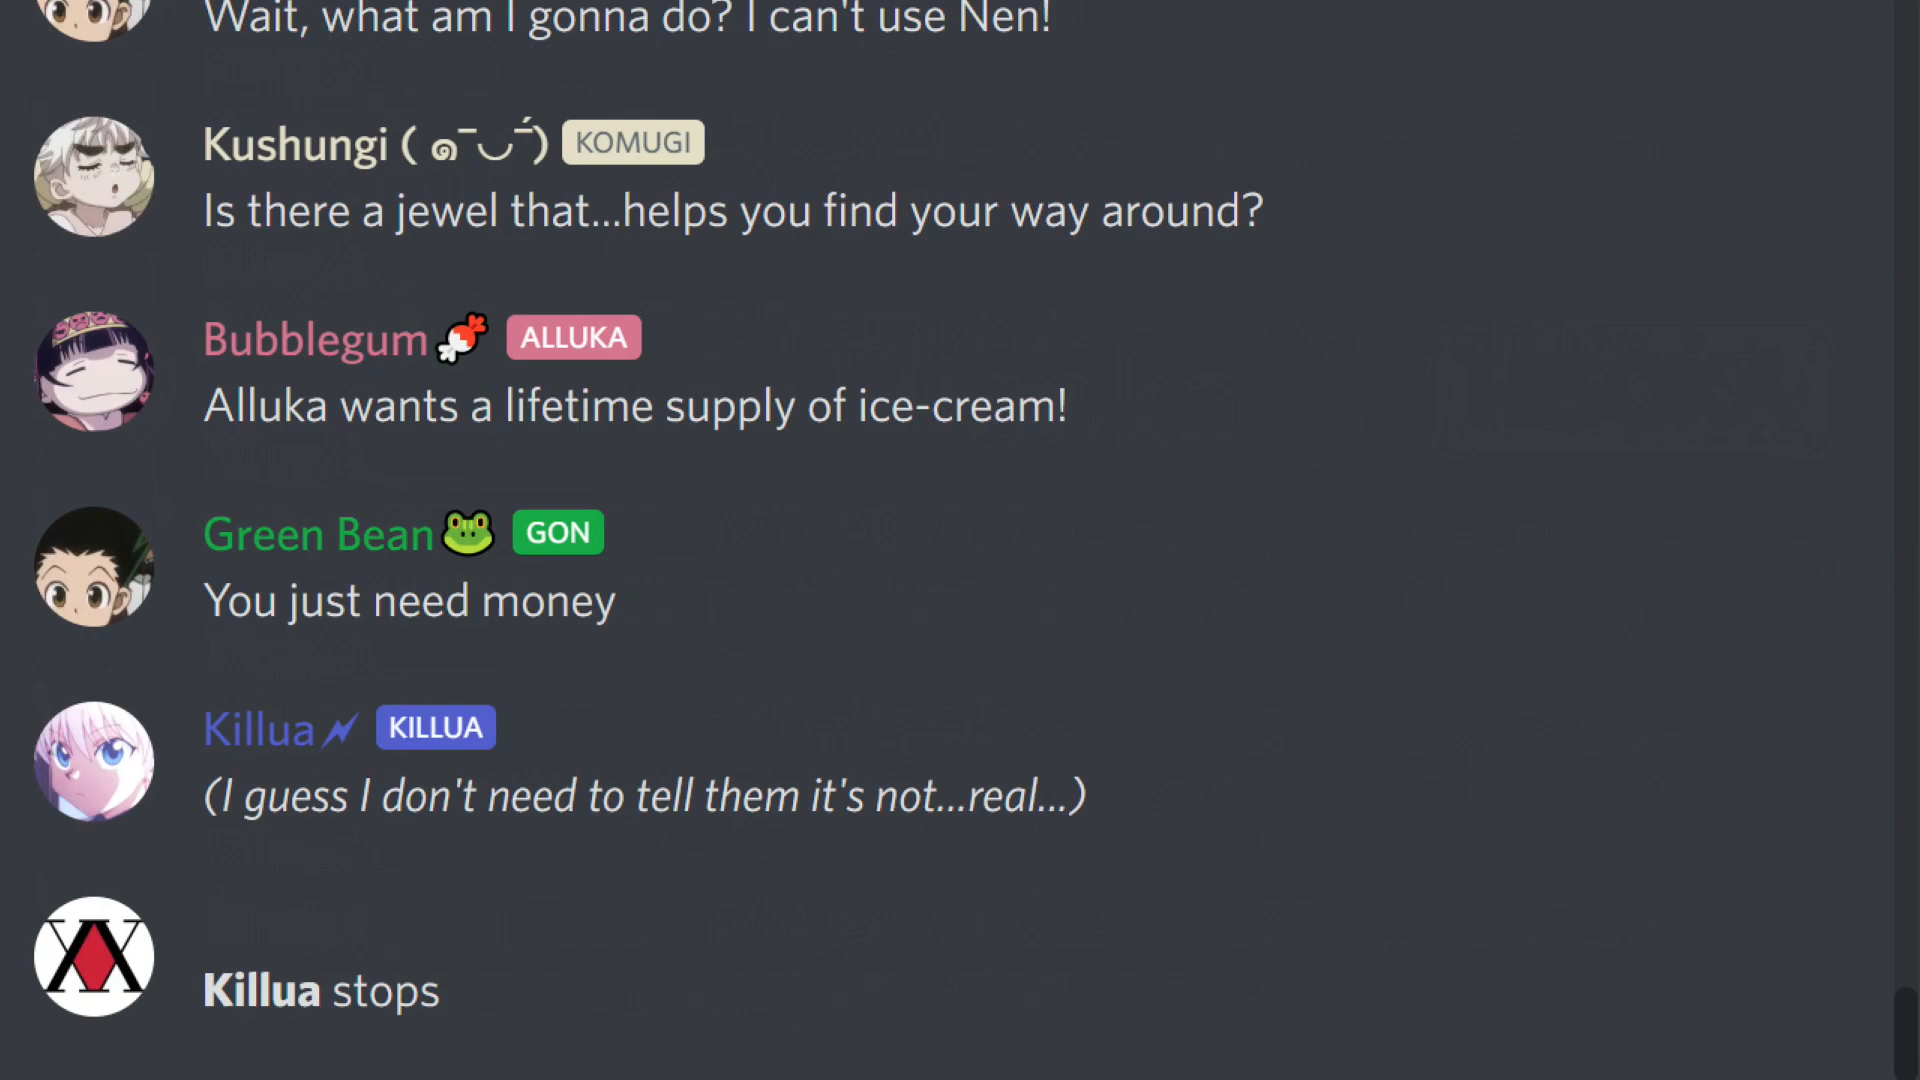 Wait, what am I gonna do? I can't use Nen!
Kushungi ( ๑‾̀◡‾́) KOMUGI
Is there a jewel that...helps you find your way around?
Bubblegum🍬 ALLUKA
Alluka wants a lifetime supply of ice-cream!
Green Bean🐸 GON
You just need money
Killua⚡ KILLUA
(I guess I don't need to tell them it's not...real...)
Killua stops